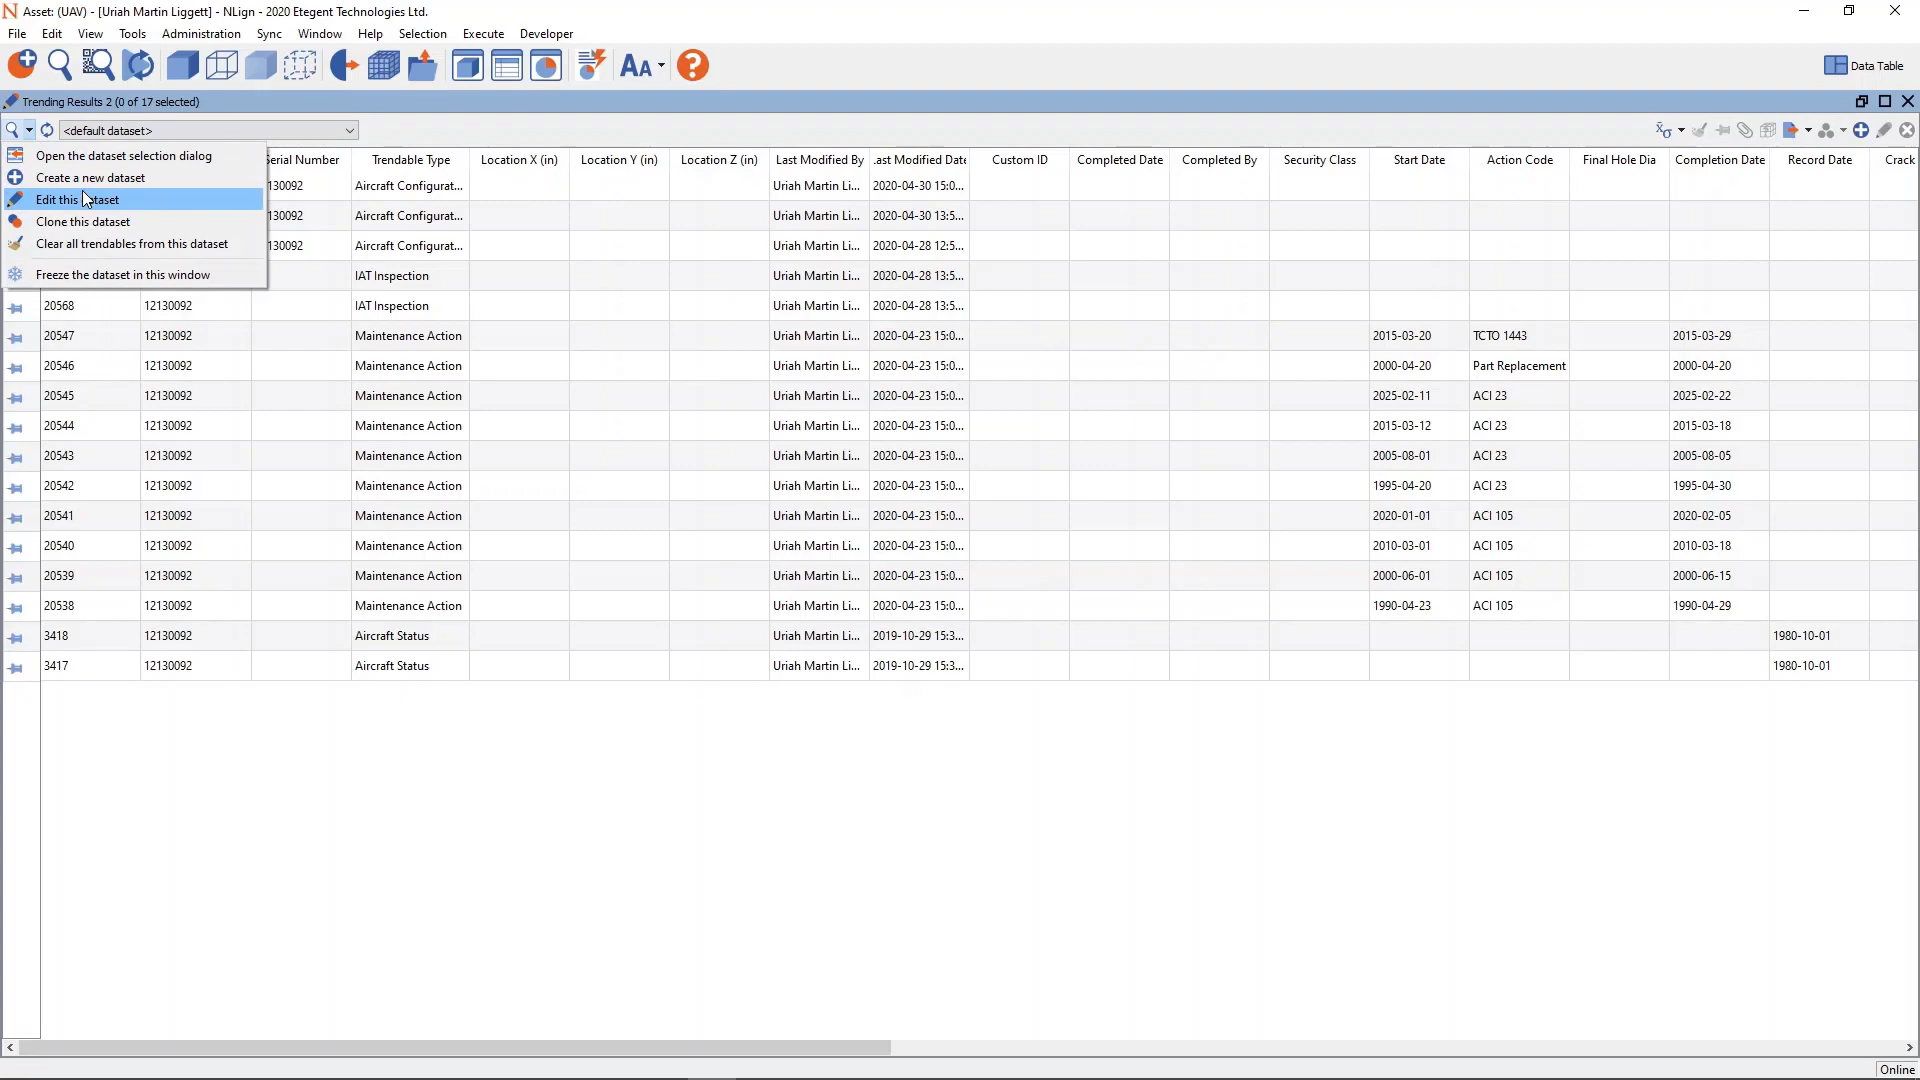 Asset: (UAV) - [Uriah Martin Liggett] - NLign - 2020 Etegent Technologies Ltd.
File Edit View Tools Administration Sync Window Help Selection Execute Developer
Data Table
Trending Results 2 (0 of 17 selected)
<default dataset>
Open the dataset selection dialog
Create a new dataset
Edit this dataset
Clone this dataset
Clear all trendables from this dataset
Freeze the dataset in this window
Serial Number Trendable Type Location X (in) Location Y (in) Location Z (in) Last Modified By Last Modified Date Custom ID Completed Date Completed By Security Class Start Date Action Code Final Hole Dia Completion Date Record Date Crack
130092 Aircraft Configurat... Uriah Martin Li... 2020-04-30 15:0...
130092 Aircraft Configurat... Uriah Martin Li... 2020-04-30 13:5...
130092 Aircraft Configurat... Uriah Martin Li... 2020-04-28 12:5...
IAT Inspection Uriah Martin Li... 2020-04-28 13:5...
20568 12130092 IAT Inspection Uriah Martin Li... 2020-04-28 13:5...
20547 12130092 Maintenance Action Uriah Martin Li... 2020-04-23 15:0... 2015-03-20 TCTO 1443 2015-03-29
20546 12130092 Maintenance Action Uriah Martin Li... 2020-04-23 15:0... 2000-04-20 Part Replacement 2000-04-20
20545 12130092 Maintenance Action Uriah Martin Li... 2020-04-23 15:0... 2025-02-11 ACI 23 2025-02-22
20544 12130092 Maintenance Action Uriah Martin Li... 2020-04-23 15:0... 2015-03-12 ACI 23 2015-03-18
20543 12130092 Maintenance Action Uriah Martin Li... 2020-04-23 15:0... 2005-08-01 ACI 23 2005-08-05
20542 12130092 Maintenance Action Uriah Martin Li... 2020-04-23 15:0... 1995-04-20 ACI 23 1995-04-30
20541 12130092 Maintenance Action Uriah Martin Li... 2020-04-23 15:0... 2020-01-01 ACI 105 2020-02-05
20540 12130092 Maintenance Action Uriah Martin Li... 2020-04-23 15:0... 2010-03-01 ACI 105 2010-03-18
20539 12130092 Maintenance Action Uriah Martin Li... 2020-04-23 15:0... 2000-06-01 ACI 105 2000-06-15
20538 12130092 Maintenance Action Uriah Martin Li... 2020-04-23 15:0... 1990-04-23 ACI 105 1990-04-29
3418 12130092 Aircraft Status Uriah Martin Li... 2019-10-29 15:3... 1980-10-01
3417 12130092 Aircraft Status Uriah Martin Li... 2019-10-29 15:3... 1980-10-01
Online